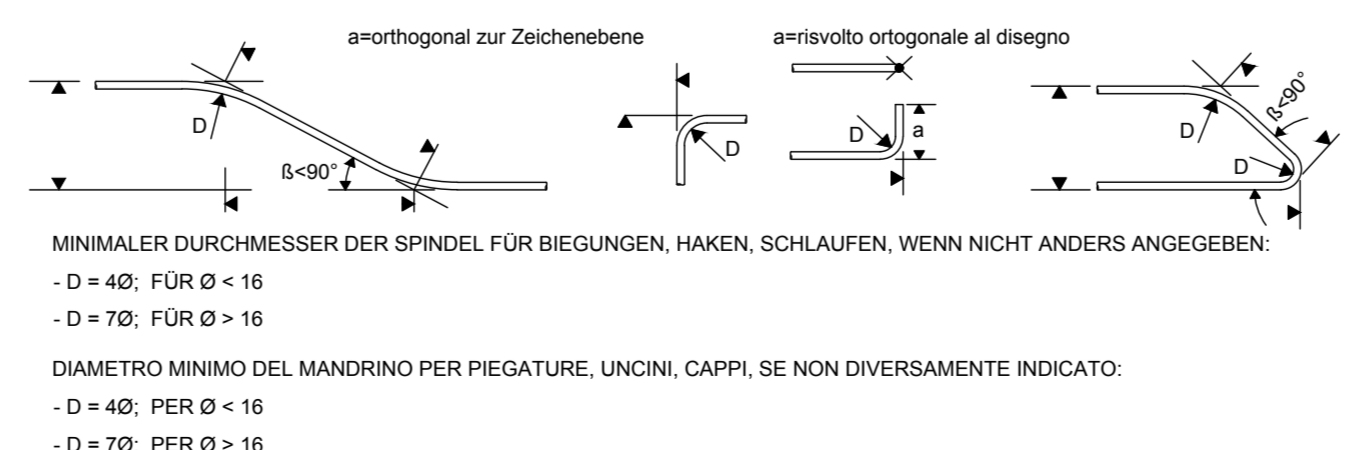 a=orthogonal zur Zeichenebene
a=risvolto ortogonale al disegno
D
ß<90°
D
D
a
D
ß<90°
D
MINIMALER DURCHMESSER DER SPINDEL FÜR BIEGUNGEN, HAKEN, SCHLAUFEN, WENN NICHT ANDERS ANGEGEBEN:
- D = 4Ø; FÜR Ø < 16
- D = 7Ø; FÜR Ø > 16
DIAMETRO MINIMO DEL MANDRINO PER PIEGATURE, UNCINI, CAPPI, SE NON DIVERSAMENTE INDICATO:
- D = 4Ø; PER Ø < 16
- D = 7Ø; PER Ø > 16